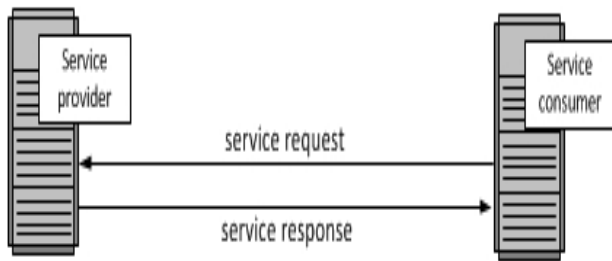 Service
provider
Service
consumer
service request
service response